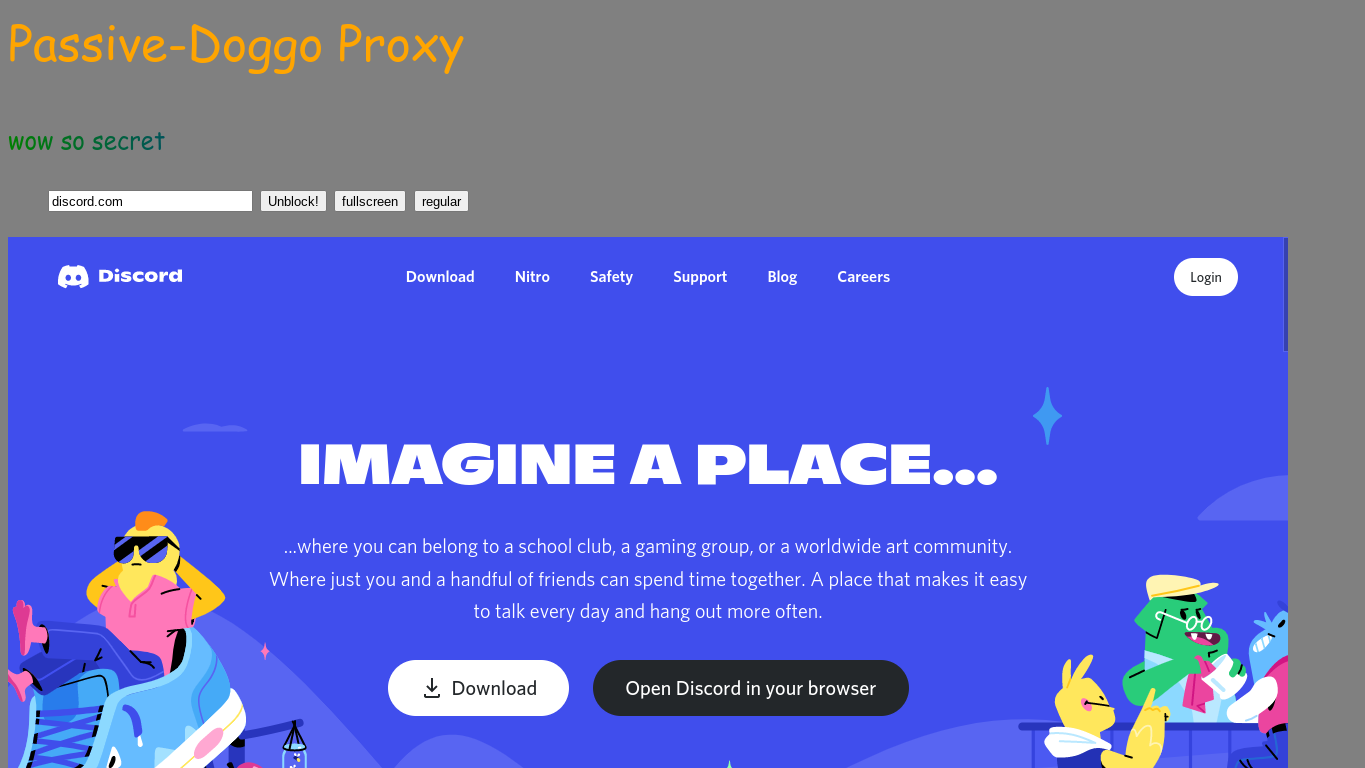 Passive-Doggo Proxy
wow so secret
discord.com Unblock! fullscreen regular
Discord Download Nitro Safety Support Blog Careers Login
IMAGINE A PLACE...
...where you can belong to a school club, a gaming group, or a worldwide art community.
Where just you and a handful of friends can spend time together. A place that makes it easy
to talk every day and hang out more often.
Download Open Discord in your browser